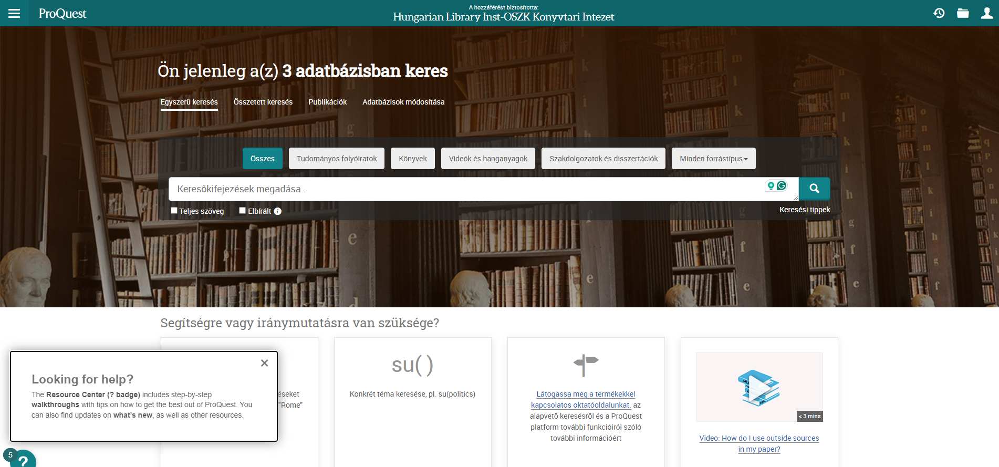 ProQuest
A hozzáférést biztosította:
Hungarian Library Inst-OSZK Konyvtari Intezet
Ön jelenleg a(z) 3 adatbázisban keres
Egyszerű keresés Összetett keresés Publikációk Adatbázisok módosítása
Összes Tudományos folyóiratok Könyvek Videók és hanganyagok Szakdolgozatok és disszertációk Minden forrástípus
Keresőkifejezések megadása...
Teljes szöveg Elbírált i Keresési tippek
Segítségre vagy iránymutatásra van szüksége?
Looking for help?
The Resource Center (? badge) includes step-by-step
walkthroughs with tips on how to get the best out of ProQuest. You
can also find updates on what's new, as well as other resources.
"Rome"
su( )
Konkrét téma keresése, pl. su(politics)
Látogassa meg a termékekkel
kapcsolatos oktatóoldalunkat. az
alapvető keresésről és a ProQuest
platform további funkcióiról szóló
további információért
< 3 mins
Video: How do I use outside sources
in my paper?
5
?